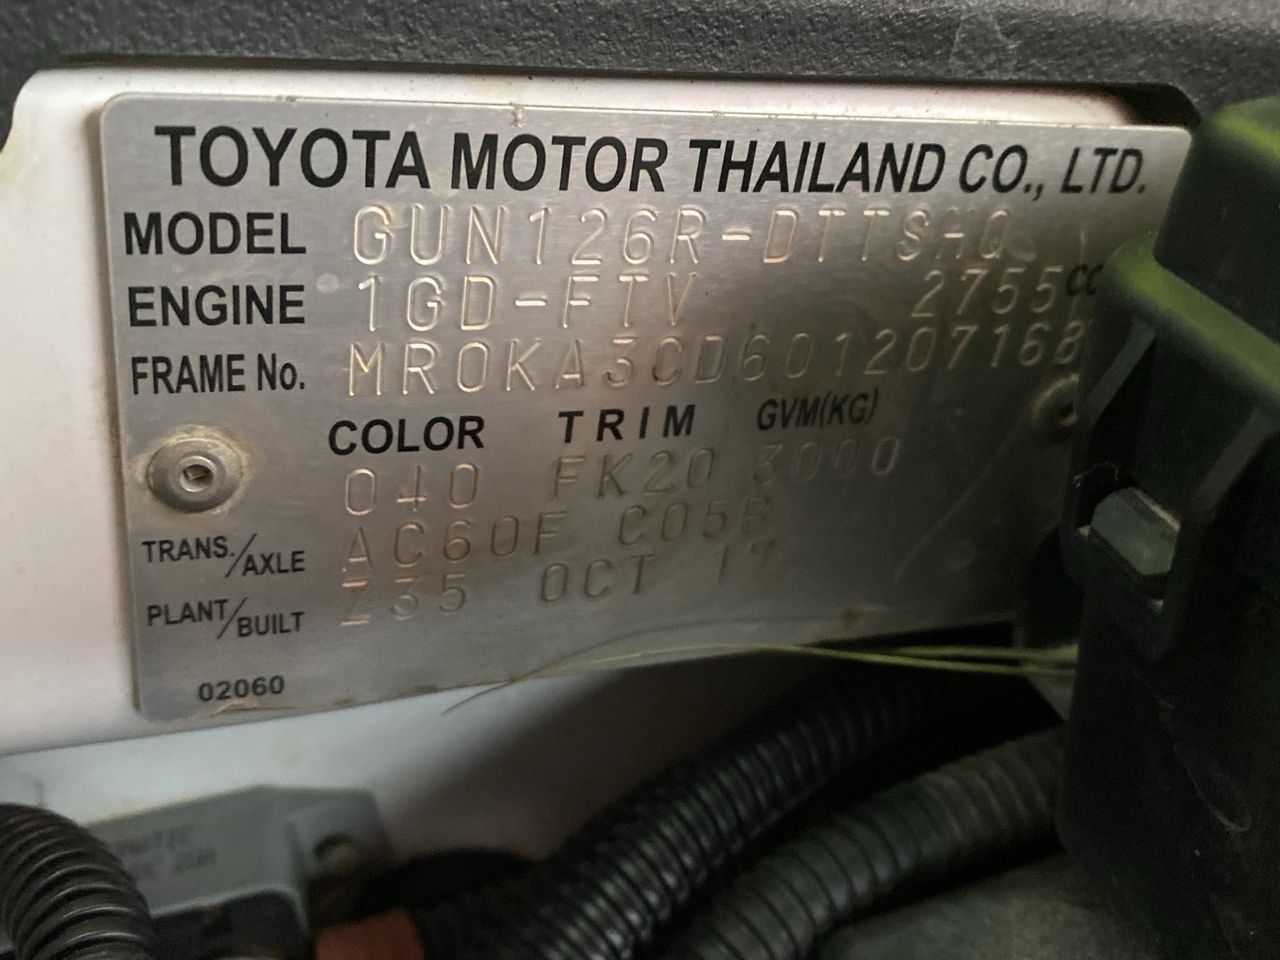 TOYOTA MOTOR THAILAND CO., LTD.
MODEL GUN126R-DTTSHQ
ENGINE 1GD-FTV 2755 CC
FRAME No. MR0KA3CD601207168
COLOR TRIM GVM(KG)
040 FK20 3000
TRANS./AXLE AC60F C05B
PLANT/BUILT Z35 OCT 17
02060